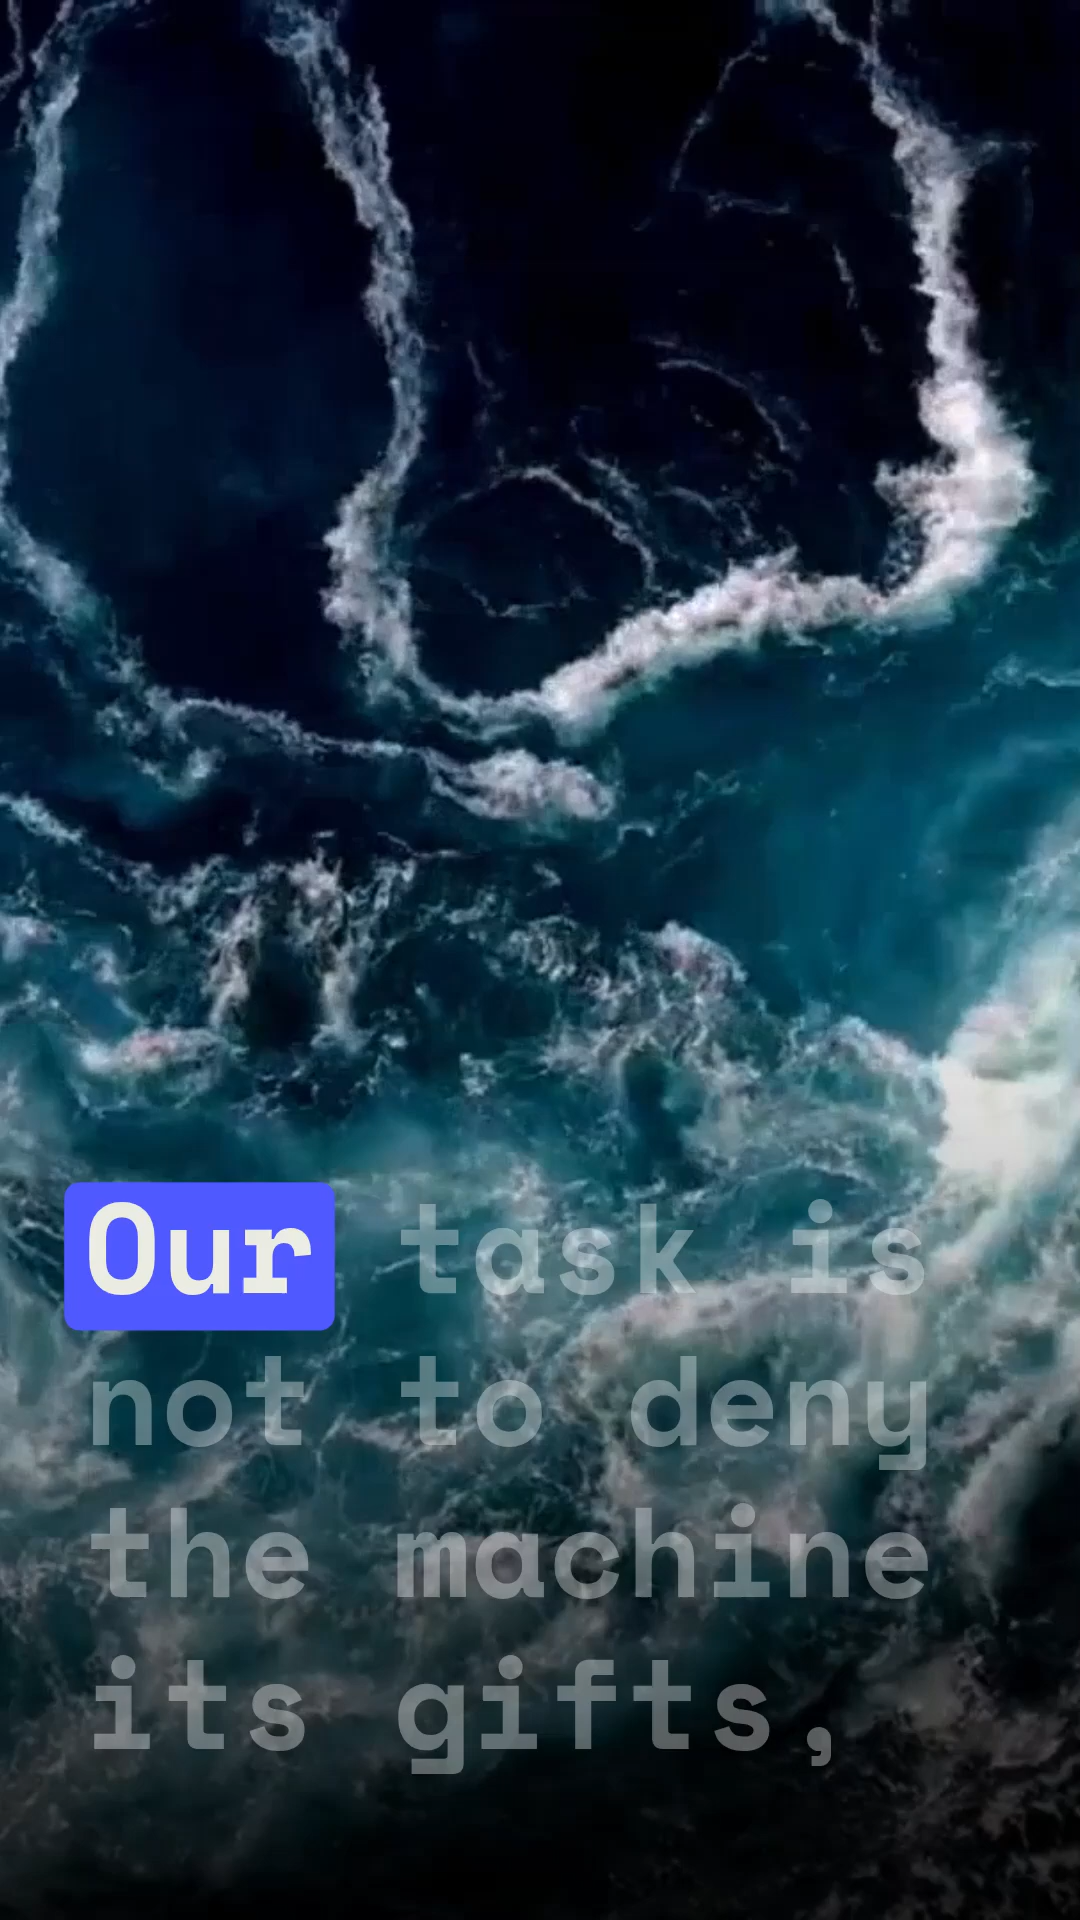 Our task is
not to deny
the machine
its gifts,